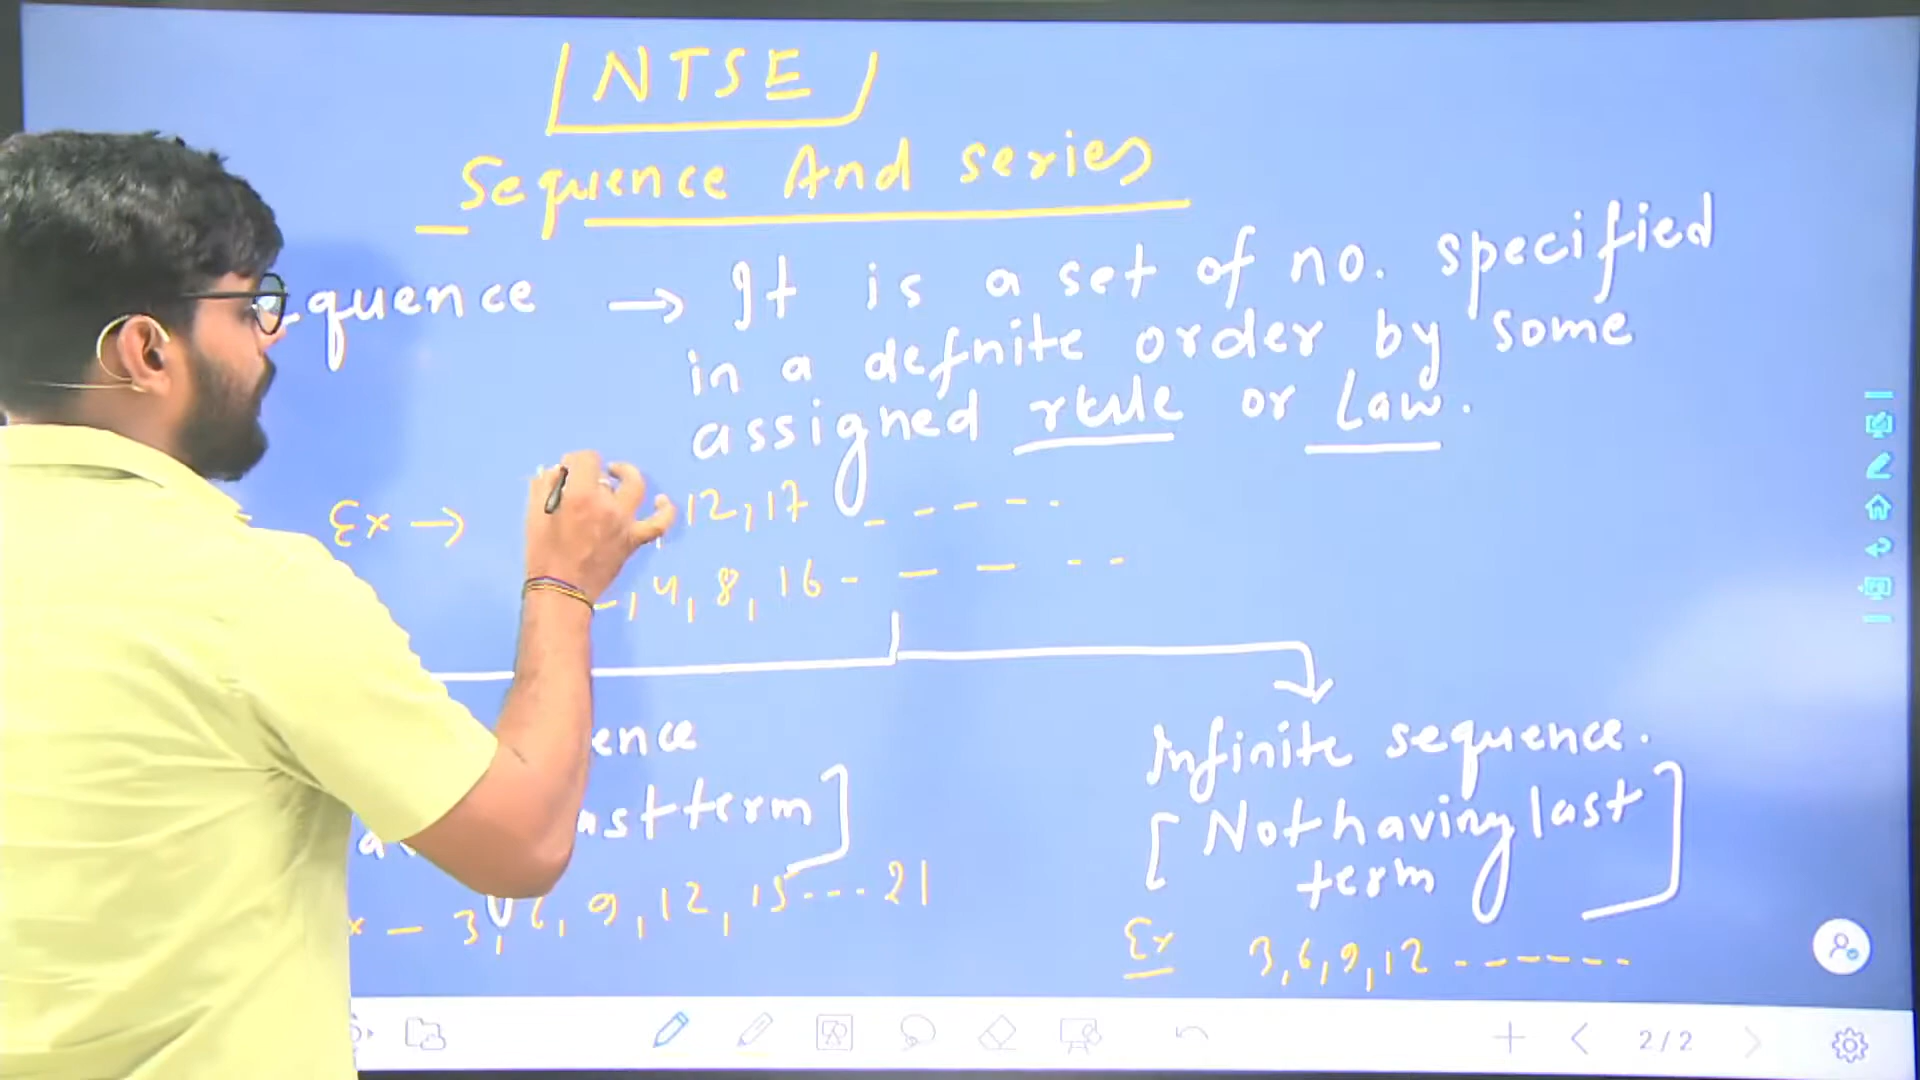 NTSE
Sequence And series
quence → It is a set of no. specified
in a defnite order by some
assigned rule or Law.
Ex → , 12, 17 - - - - -
, 4, 8, 16 - - - - -
ence
Infinite sequence.
ast term]
[Not having last
term]
x - 3, 6, 9, 12, 15 - - - 21
Ex 3, 6, 9, 12 - - - - - -
2/2